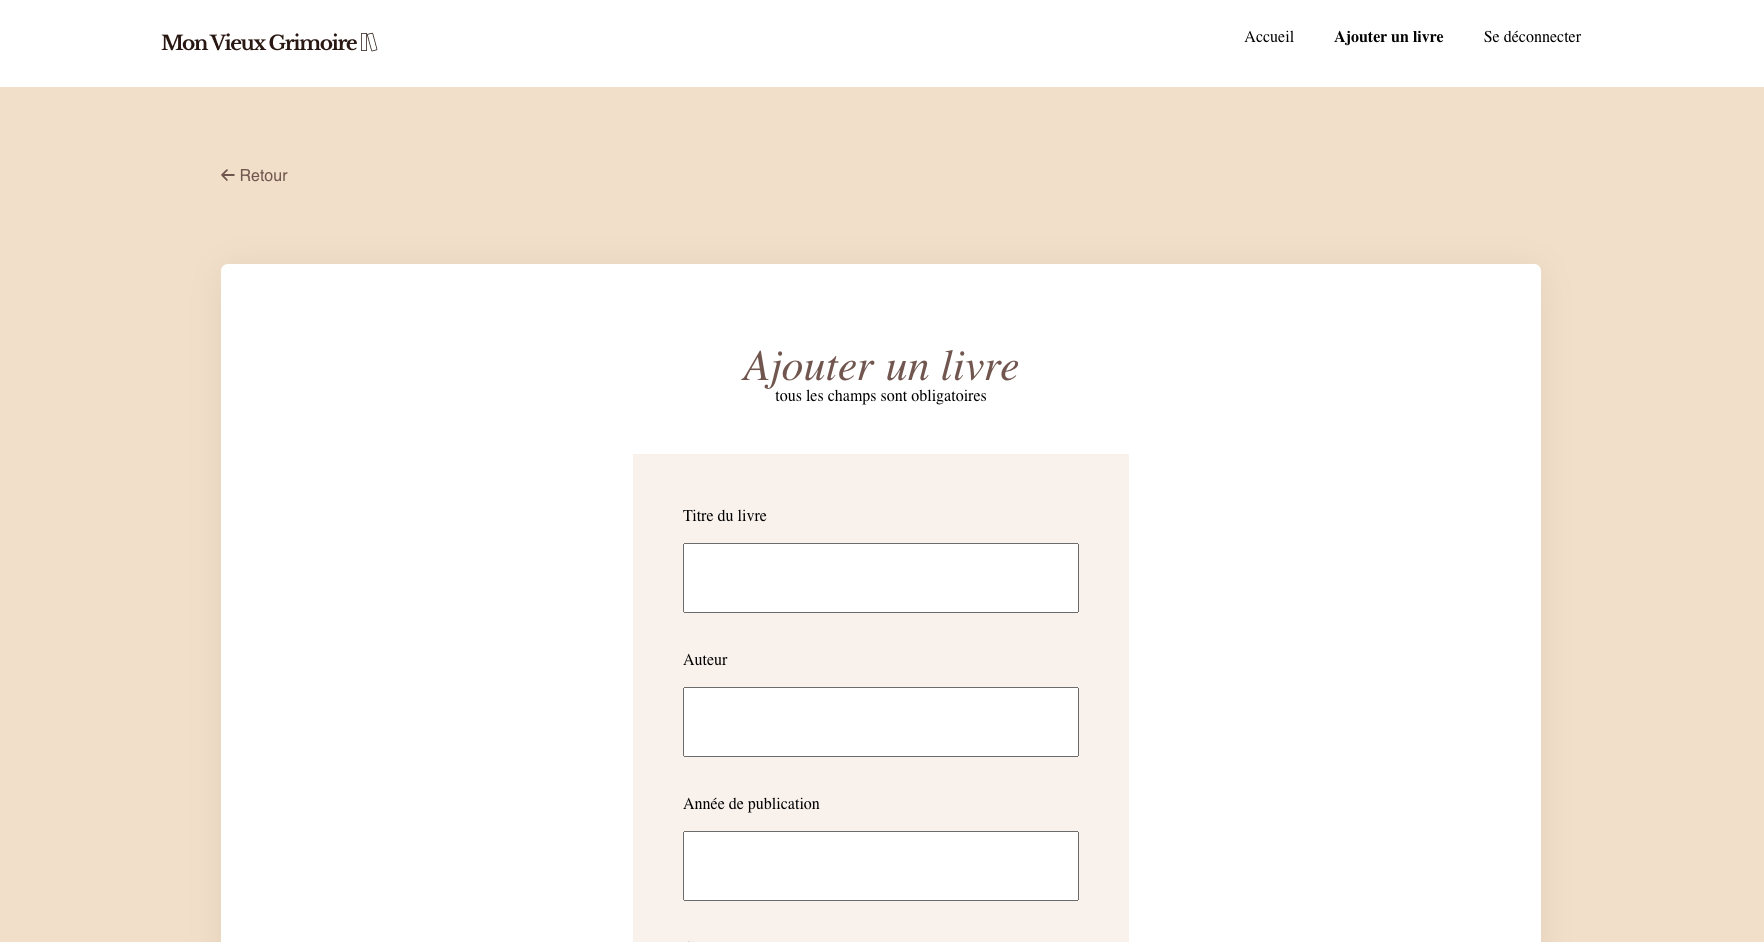 Mon Vieux Grimoire
Accueil
Ajouter un livre
Se déconnecter
← Retour
Ajouter un livre
tous les champs sont obligatoires
Titre du livre
Auteur
Année de publication